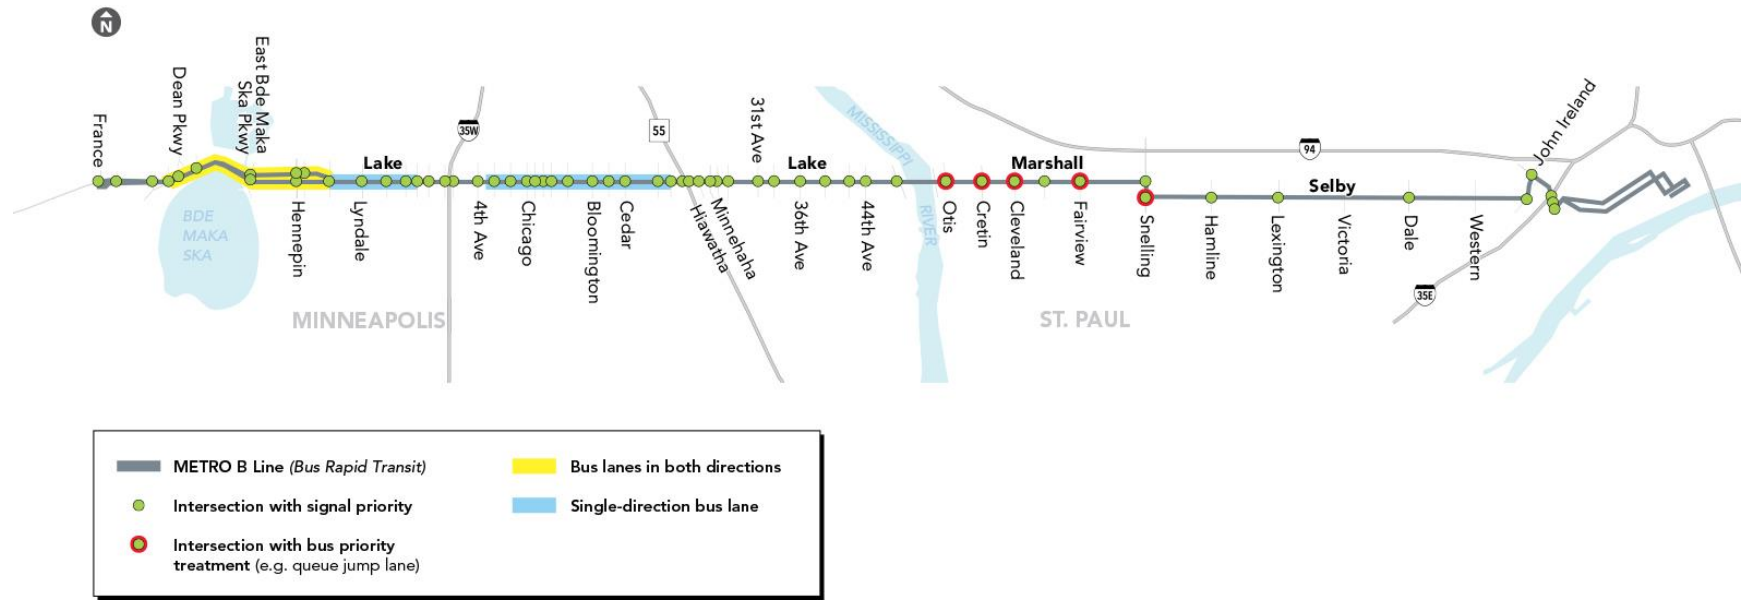 N
France
Dean Pkwy
East Bde Maka
Ska Pkwy
Lake
35W
55
31st Ave
Lake
MISSISSIPPI
RIVER
Marshall
94
Selby
John Ireland
BDE
MAKA
SKA
Hennepin
Lyndale
4th Ave
Chicago
Bloomington
Cedar
Hiawatha
Minnehaha
36th Ave
44th Ave
Otis
Cretin
Cleveland
Fairview
Snelling
Hamline
Lexington
Victoria
Dale
Western
35E
MINNEAPOLIS
ST. PAUL
METRO B Line (Bus Rapid Transit)
Intersection with signal priority
Intersection with bus priority
treatment (e.g. queue jump lane)
Bus lanes in both directions
Single-direction bus lane